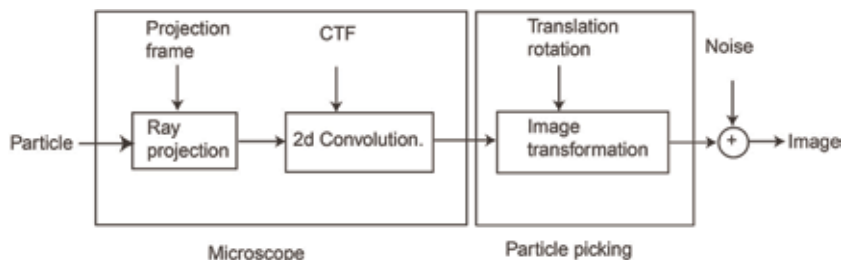 Projection
frame
CTF
Translation
rotation
Noise
Particle
Ray
projection
2d Convolution.
Image
transformation
+
Image
Microscope
Particle picking